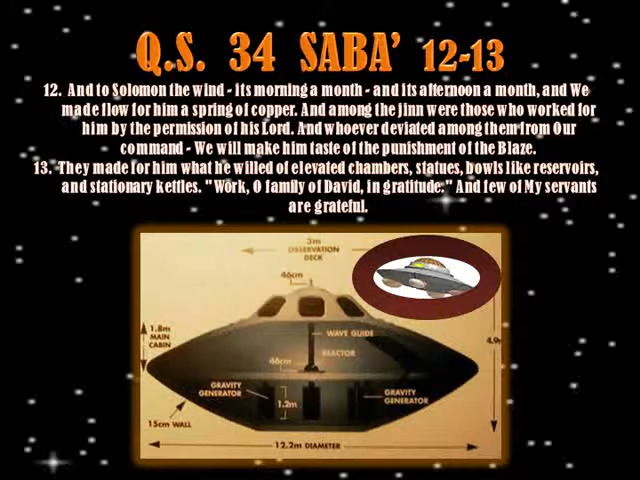 Q.S. 34 SABA' 12-13
12. And to Solomon the wind - its morning a month - and its afternoon a month, and We
made flow for him a spring of copper. And among the jinn were those who worked for
him by the permission of his Lord. And whoever deviated among them from Our
command - We will make him taste of the punishment of the Blaze.
13. They made for him what he willed of elevated chambers, statues, bowls like reservoirs,
and stationary kettles. "Work, O family of David, in gratitude." And few of My servants
are grateful.
3m
OBSERVATION
DECK
46cm
1.8m
MAIN
CABIN
WAVE GUIDE
REACTOR
46cm
4.9
GRAVITY
GENERATOR
1.2m
GRAVITY
GENERATOR
15cm WALL
12.2m DIAMETER